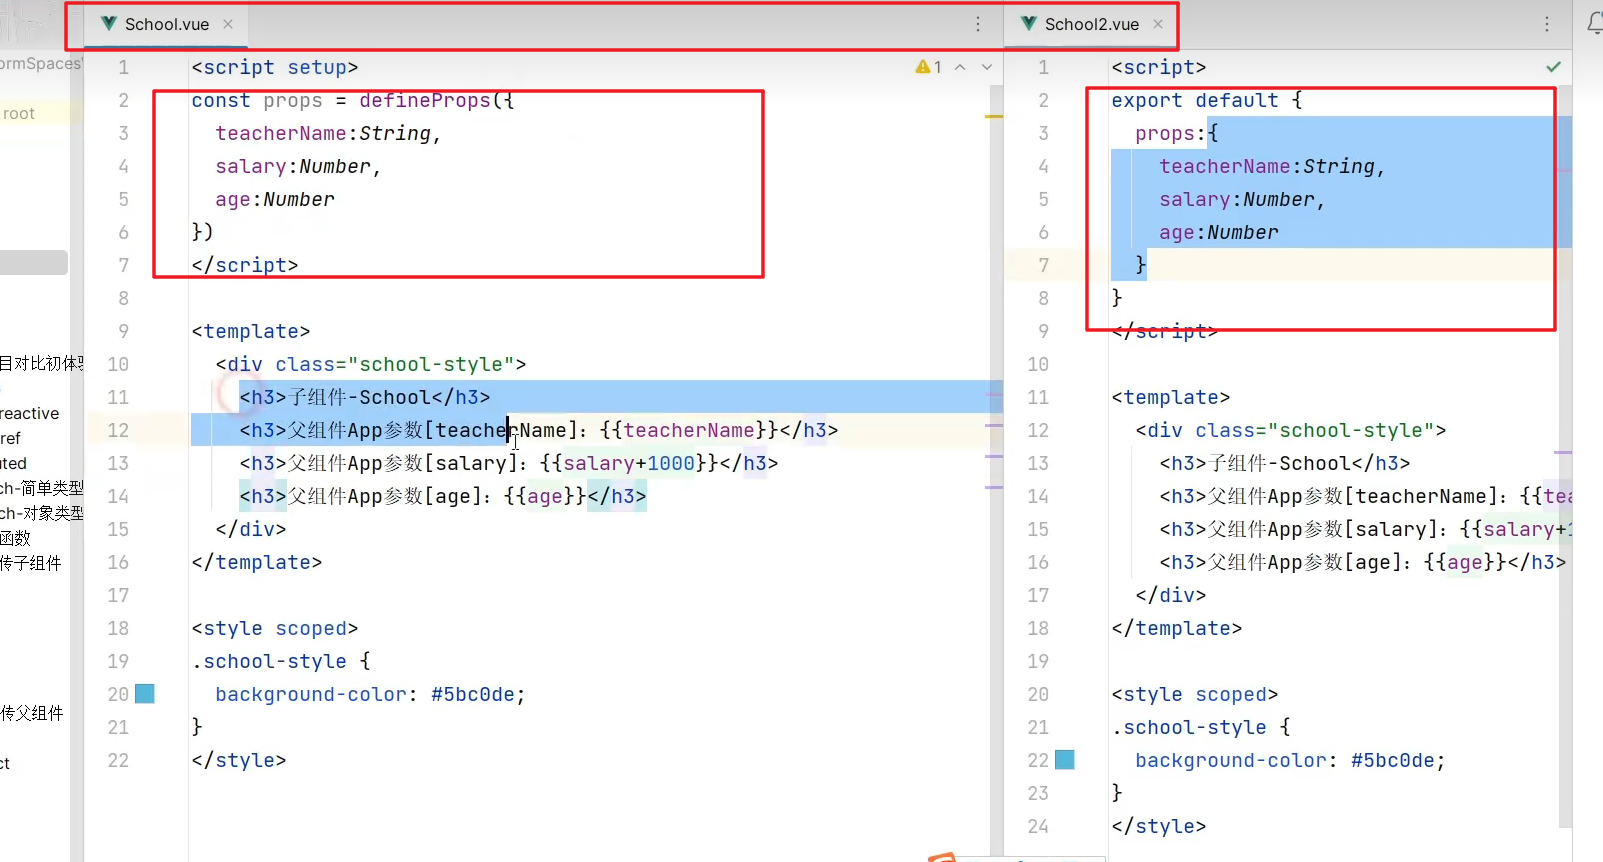 School.vue
School2.vue
ormSpaces
root
目对比初体
reactive
ref
uted
ch-简单类型
ch-对象类型
函数
传子组件
传父组件
ct
1
1 <script setup>
2 const props = defineProps({
3 teacherName:String,
4 salary:Number,
5 age:Number
6 })
7 </script>
8
9 <template>
10 <div class="school-style">
11 <h3>子组件-School</h3>
12 <h3>父组件App参数[teacherName]：{{teacherName}}</h3>
13 <h3>父组件App参数[salary]：{{salary+1000}}</h3>
14 <h3>父组件App参数[age]：{{age}}</h3>
15 </div>
16 </template>
17
18 <style scoped>
19 .school-style {
20 background-color: #5bc0de;
21 }
22 </style>
1 <script>
2 export default {
3 props:{
4 teacherName:String,
5 salary:Number,
6 age:Number
7 }
8 }
9 </script>
10
11 <template>
12 <div class="school-style">
13 <h3>子组件-School</h3>
14 <h3>父组件App参数[teacherName]：{{tea
15 <h3>父组件App参数[salary]：{{salary+1
16 <h3>父组件App参数[age]：{{age}}</h3>
17 </div>
18 </template>
19
20 <style scoped>
21 .school-style {
22 background-color: #5bc0de;
23 }
24 </style>